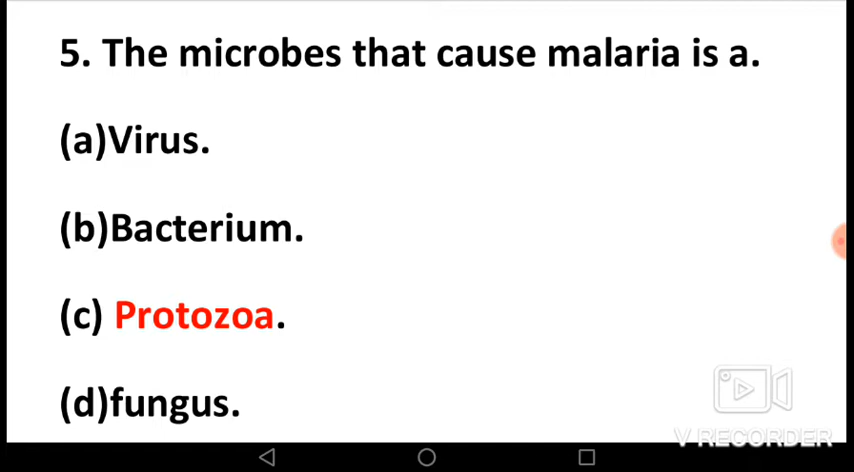 5. The microbes that cause malaria is a.
(a)Virus.
(b)Bacterium.
(c) Protozoa.
(d)fungus.
V RECORDER